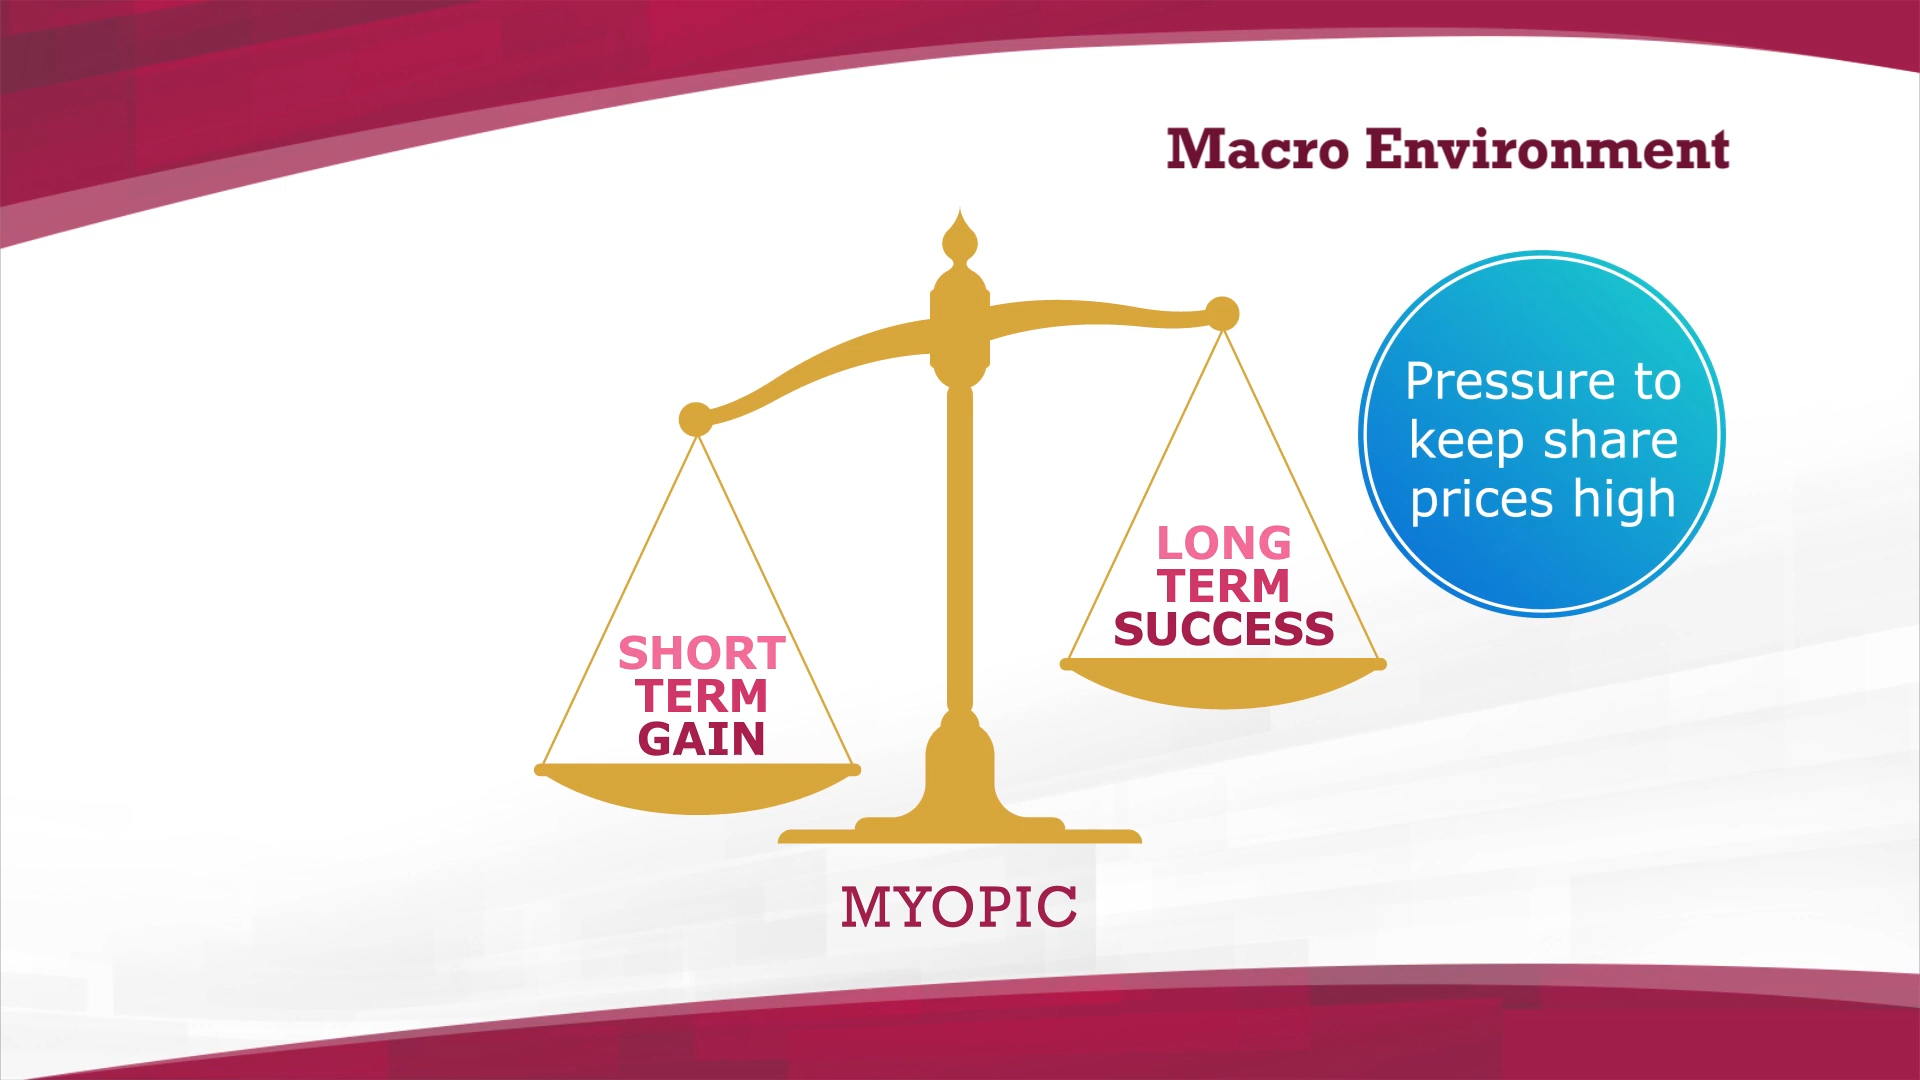 Macro Environment
Pressure to
keep share
prices high
LONG
TERM
SUCCESS
SHORT
TERM
GAIN
MYOPIC